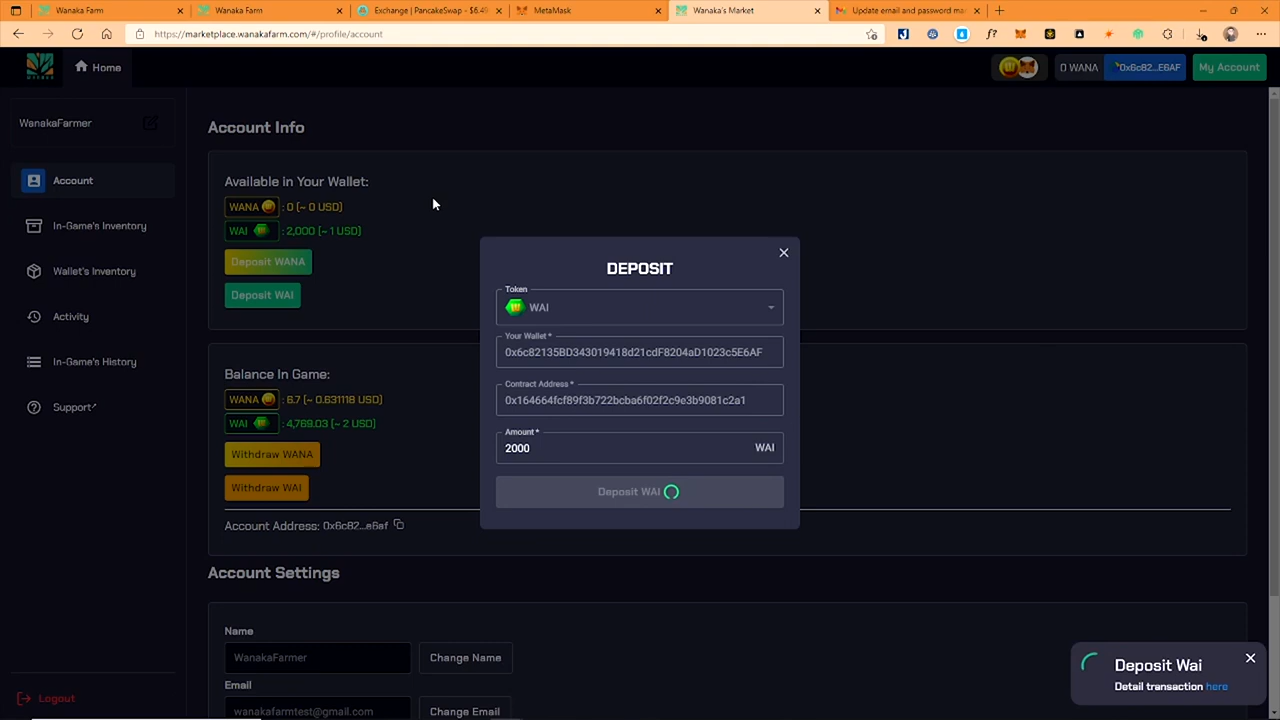 Wanaka Farm
Wanaka Farm
Exchange | PancakeSwap - $6.49
MetaMask
Wanaka's Market
Update email and password ma
https://marketplace.wanakafarm.com/#/profile/account
Home
0 WANA
0x6c82...E6AF
My Account
WanakaFarmer
Account
In-Game's Inventory
Wallet's Inventory
Activity
In-Game's History
Support
Logout
Account Info
Available in Your Wallet:
WANA : 0 (~ 0 USD)
WAI : 2,000 (~ 1 USD)
Deposit WANA
Deposit WAI
Balance In Game:
WANA : 6.7 (~ 0.631118 USD)
WAI : 4,769.03 (~ 2 USD)
Withdraw WANA
Withdraw WAI
Account Address: 0x6c82...e6af
Account Settings
Name
WanakaFarmer
Change Name
Email
wanakafarmtest@gmail.com
Change Email
DEPOSIT
Token
WAI
Your Wallet *
0x6c82135BD343019418d21cdF8204aD1023c5E6AF
Contract Address *
0x164664fcf89f3b722bcba6f02f2c9e3b9081c2a1
Amount *
2000 WAI
Deposit WAI
Deposit Wai
Detail transaction here